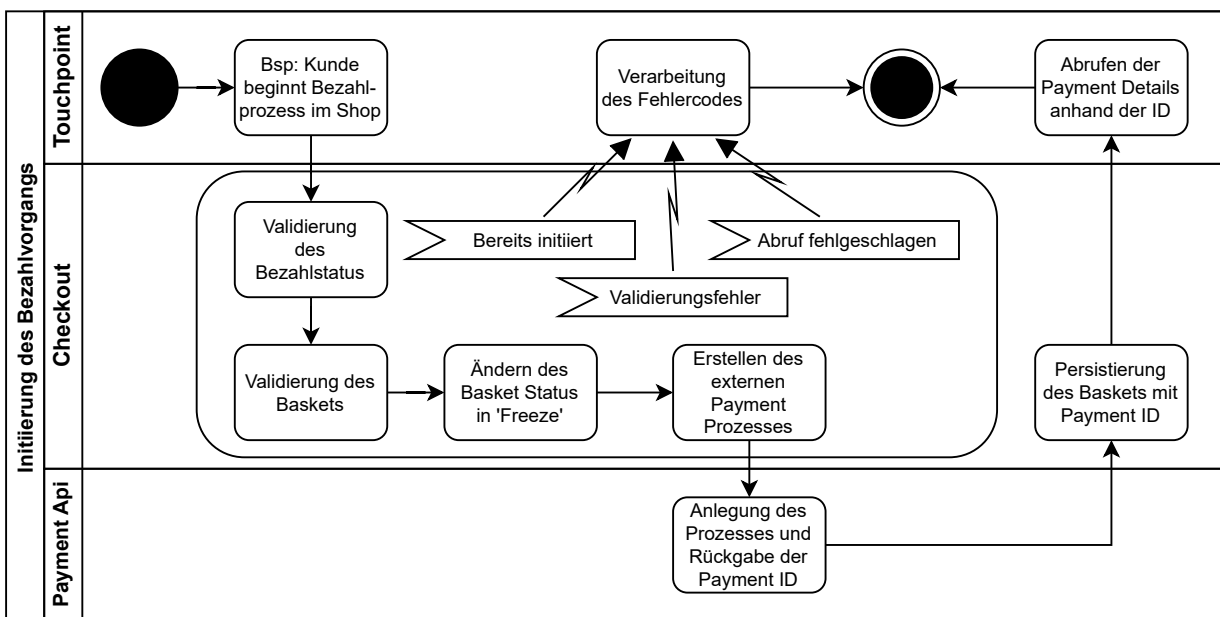 Initiierung des Bezahlvorgangs
Touchpoint
Bsp: Kunde
beginnt Bezahl-
prozess im Shop
Verarbeitung
des Fehlercodes
Abrufen der
Payment Details
anhand der ID
Checkout
Validierung
des
Bezahlstatus
Bereits initiiert
Abruf fehlgeschlagen
Validierungsfehler
Validierung des
Baskets
Ändern des
Basket Status
in 'Freeze'
Erstellen des
externen
Payment
Prozesses
Persistierung
des Baskets mit
Payment ID
Payment Api
Anlegung des
Prozesses und
Rückgabe der
Payment ID